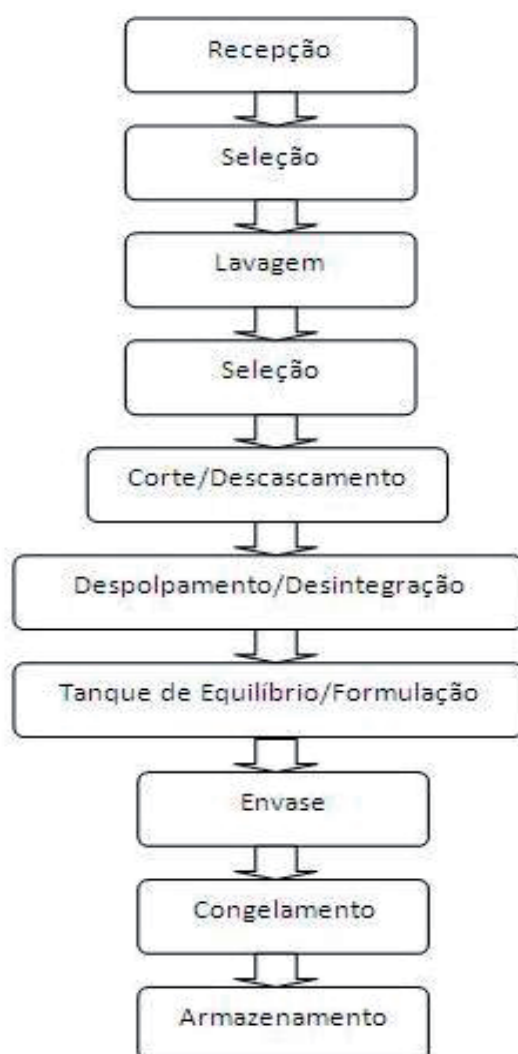 Recepção
Seleção
Lavagem
Seleção
Corte/Descascamento
Despolpamento/Desintegração
Tanque de Equilíbrio/Formulação
Envase
Congelamento
Armazenamento